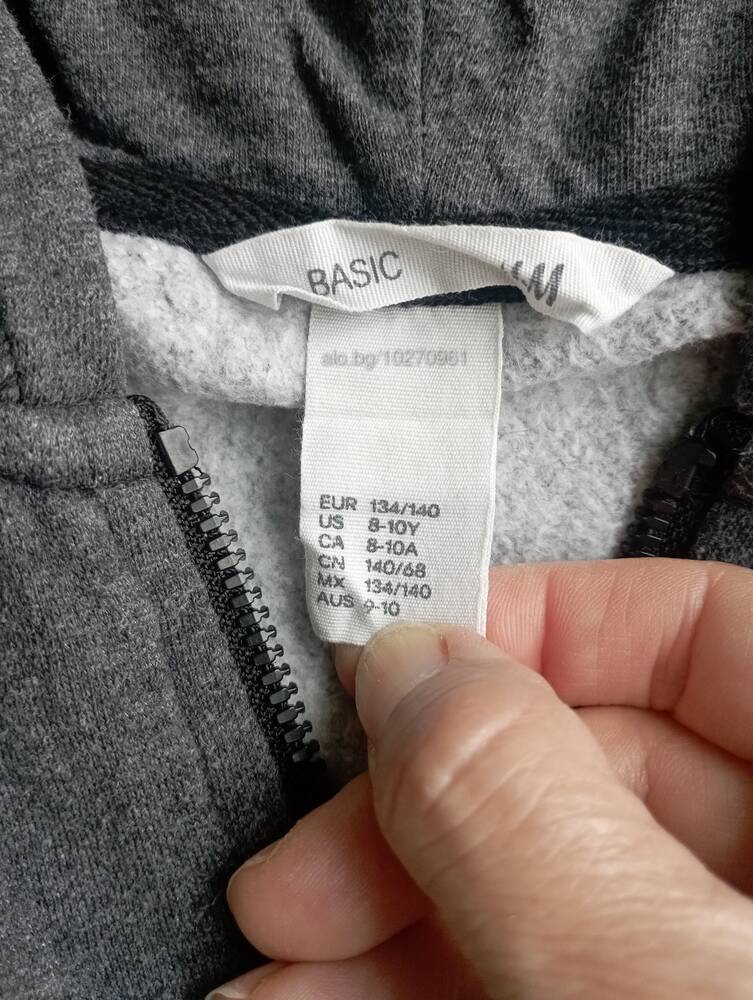 BASIC H&M
alo.bg/10270961
EUR 134/140
US 8-10Y
CA 8-10A
CN 140/68
MX 134/140
AUS 9-10